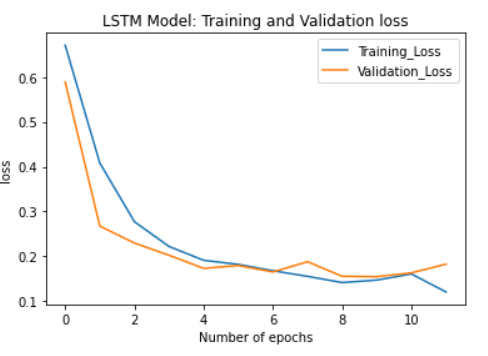 LSTM Model: Training and Validation loss
Training_Loss
Validation_Loss
0.6
0.5
0.4
0.3
0.2
0.1
loss
0 2 4 6 8 10
Number of epochs